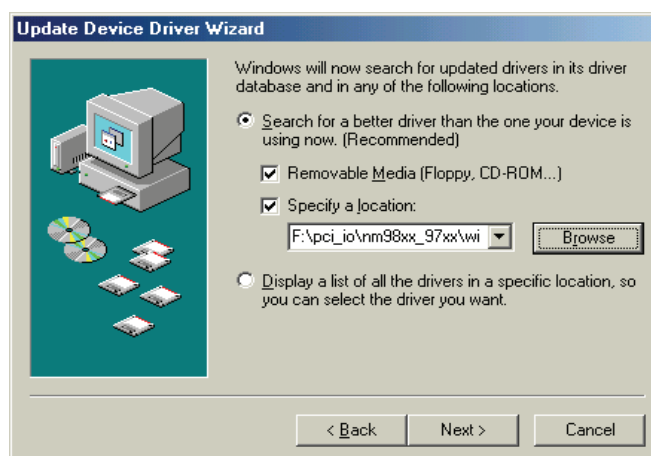 Update Device Driver Wizard
Windows will now search for updated drivers in its driver
database and in any of the following locations.
Search for a better driver than the one your device is
using now. (Recommended)
Removable Media (Floppy, CD-ROM...)
Specify a location:
F:\pci_io\nm98xx_97xx\wi
Browse
Display a list of all the drivers in a specific location, so
you can select the driver you want.
< Back
Next >
Cancel